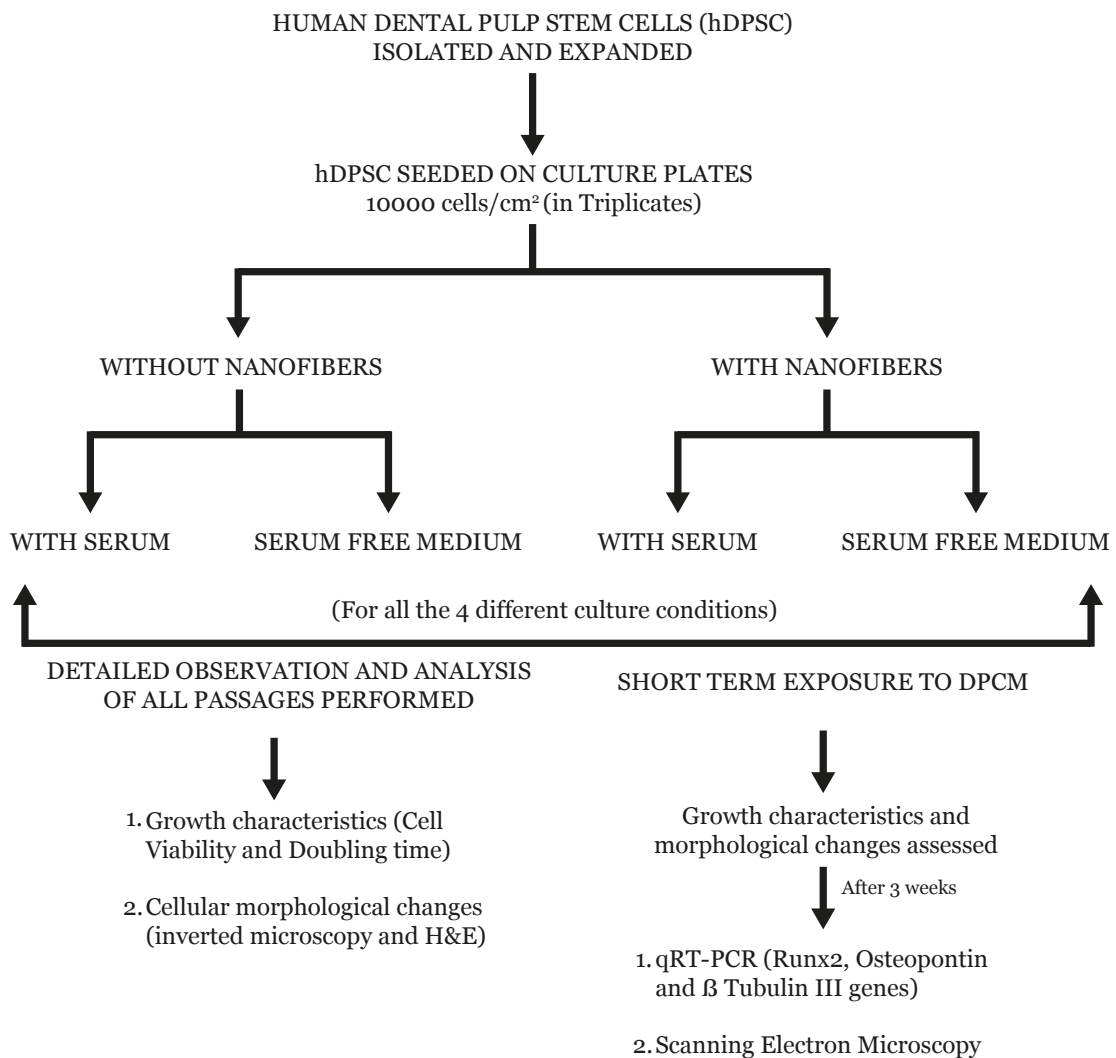 HUMAN DENTAL PULP STEM CELLS (hDPSC)
ISOLATED AND EXPANDED
hDPSC SEEDED ON CULTURE PLATES
10000 cells/cm² (in Triplicates)
WITHOUT NANOFIBERS
WITH NANOFIBERS
WITH SERUM
SERUM FREE MEDIUM
WITH SERUM
SERUM FREE MEDIUM
(For all the 4 different culture conditions)
DETAILED OBSERVATION AND ANALYSIS
OF ALL PASSAGES PERFORMED
1. Growth characteristics (Cell
Viability and Doubling time)
2. Cellular morphological changes
(inverted microscopy and H&E)
SHORT TERM EXPOSURE TO DPCM
Growth characteristics and
morphological changes assessed
After 3 weeks
1. qRT-PCR (Runx2, Osteopontin
and ß Tubulin III genes)
2. Scanning Electron Microscopy